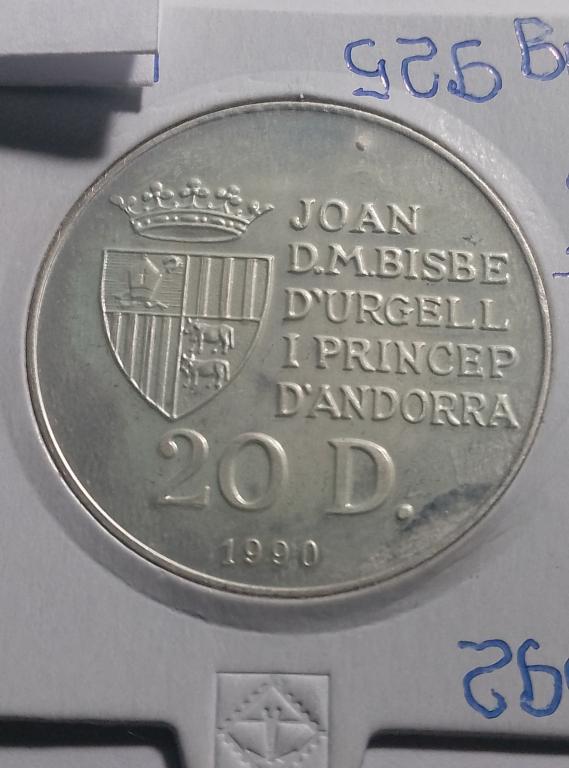 JOAN
D.M.BISBE
D'URGELL
I PRINCEP
D'ANDORRA
20 D.
1990